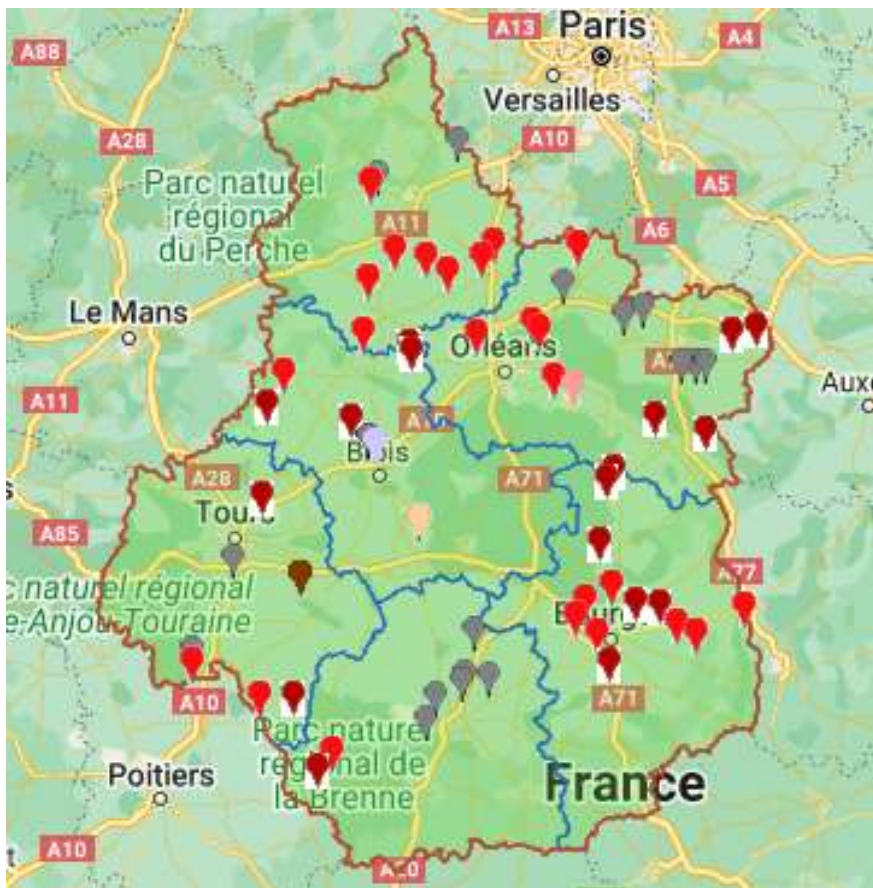 A13
Paris
A4
A88
Versailles
A10
A28
A5
Parc naturel
régional
du Perche
A11
A6
Le Mans
Orléans
A11
Auxe
A28
Blois
A71
A85
Tours
c naturel régional
e-Anjou-Touraine
A77
Bourg
A10
A71
Parc naturel
régional de
la Brenne
Poitiers
France
A10
A20